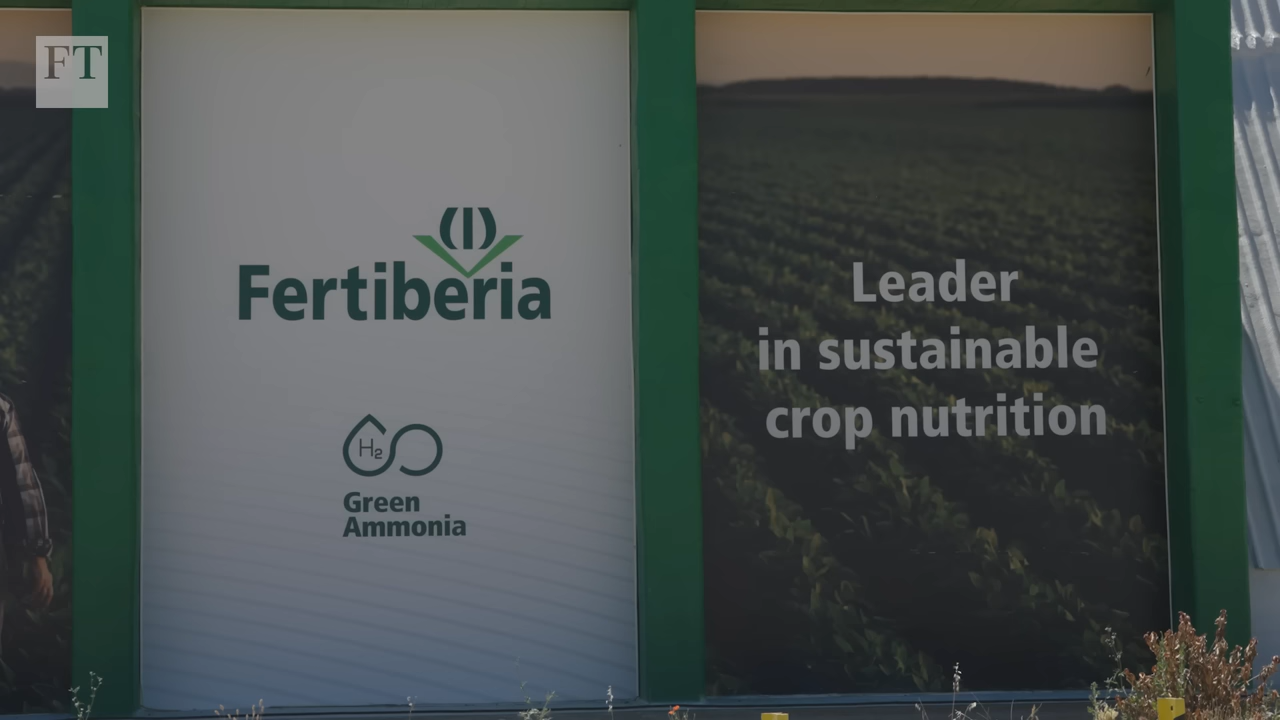 FT
Fertiberia
H₂
Green
Ammonia
Leader
in sustainable
crop nutrition